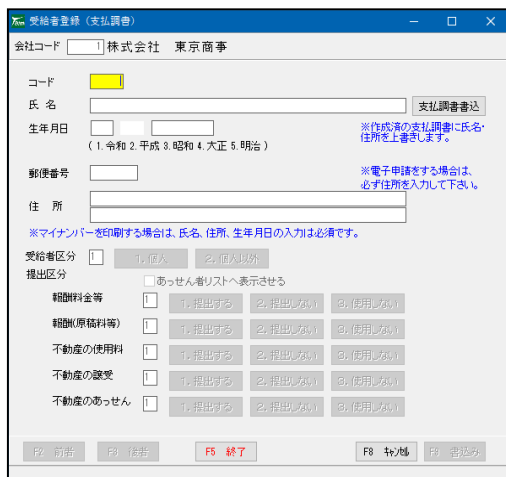 受給者登録（支払調書）
会社コード 1 株式会社 東京商事
コード
氏 名 支払調書書込
生年月日 ※作成済の支払調書に氏名・
住所を上書きします。
( 1.令和 2.平成 3.昭和 4.大正 5.明治 )
郵便番号 ※電子申請をする場合は、
必ず住所を入力して下さい。
住 所
※マイナンバーを印刷する場合は、氏名、住所、生年月日の入力は必須です。
受給者区分 1 1.個人 2.個人以外
提出区分 あっせん者リストへ表示させる
報酬料金等 1 1.提出する 2.提出しない 3.使用しない
報酬(原稿料等) 1 1.提出する 2.提出しない 3.使用しない
不動産の使用料 1 1.提出する 2.提出しない 3.使用しない
不動産の譲受 1 1.提出する 2.提出しない 3.使用しない
不動産のあっせん 1 1.提出する 2.提出しない 3.使用しない
F2 前者 F3 後者 F5 終了 F8 ｷｬﾝｾﾙ F9 書込み